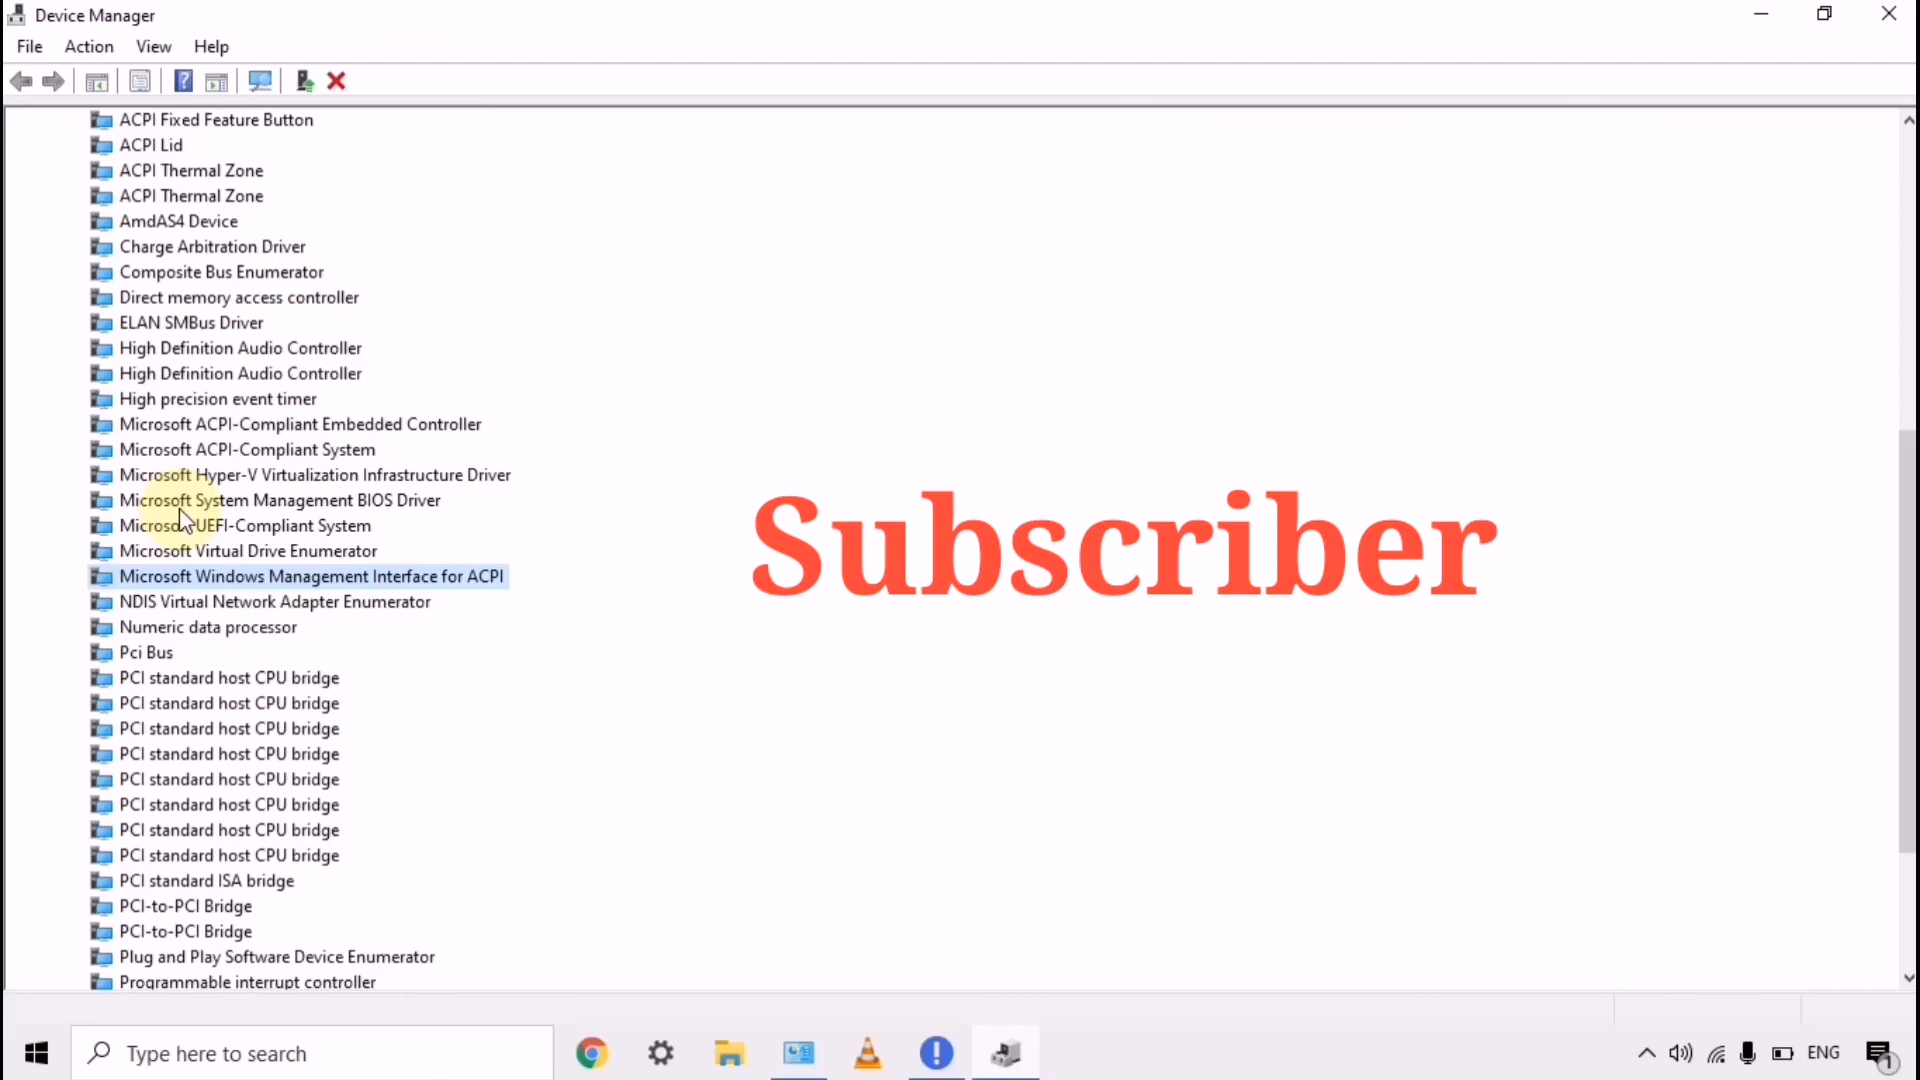 Device Manager
File Action View Help
ACPI Fixed Feature Button
ACPI Lid
ACPI Thermal Zone
ACPI Thermal Zone
AmdAS4 Device
Charge Arbitration Driver
Composite Bus Enumerator
Direct memory access controller
ELAN SMBus Driver
High Definition Audio Controller
High Definition Audio Controller
High precision event timer
Microsoft ACPI-Compliant Embedded Controller
Microsoft ACPI-Compliant System
Microsoft Hyper-V Virtualization Infrastructure Driver
Microsoft System Management BIOS Driver
Microsoft UEFI-Compliant System
Microsoft Virtual Drive Enumerator
Microsoft Windows Management Interface for ACPI
NDIS Virtual Network Adapter Enumerator
Numeric data processor
Pci Bus
PCI standard host CPU bridge
PCI standard host CPU bridge
PCI standard host CPU bridge
PCI standard host CPU bridge
PCI standard host CPU bridge
PCI standard host CPU bridge
PCI standard host CPU bridge
PCI standard host CPU bridge
PCI standard ISA bridge
PCI-to-PCI Bridge
PCI-to-PCI Bridge
Plug and Play Software Device Enumerator
Programmable interrupt controller
Subscriber
Type here to search
ENG
1